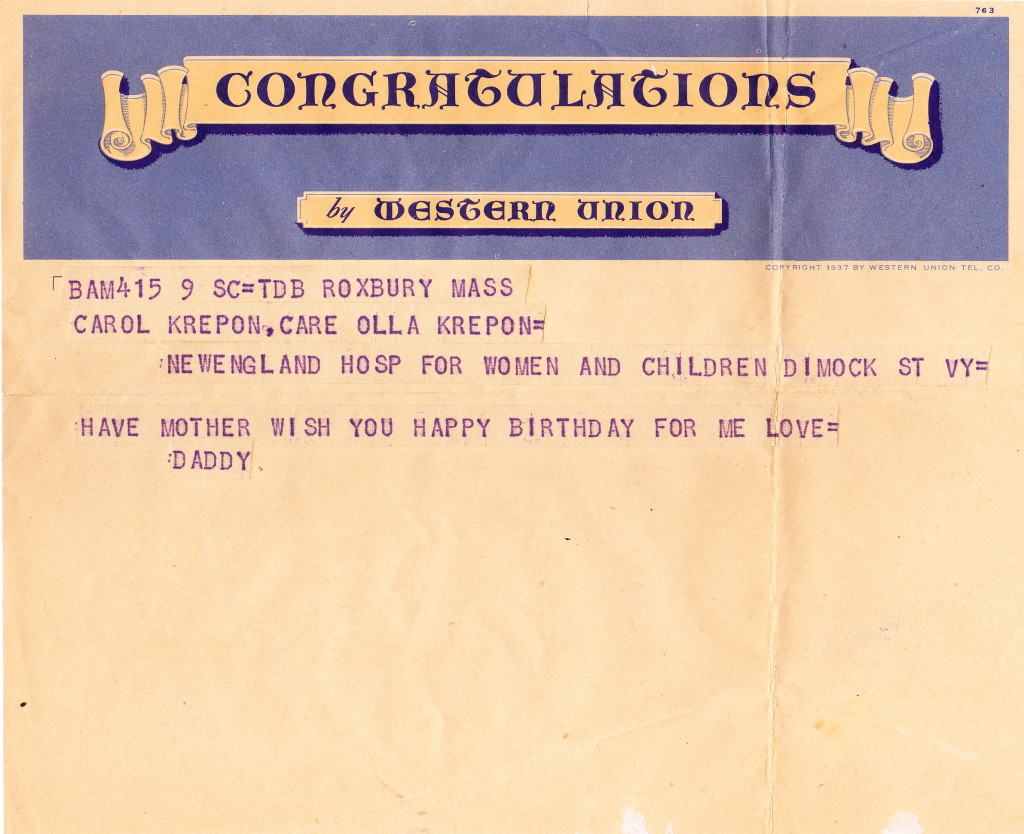 763
CONGRATULATIONS
by WESTERN UNION
COPYRIGHT 1937 BY WESTERN UNION TEL. CO.
BAM415 9 SC=TDB ROXBURY MASS
CAROL KREPON, CARE OLLA KREPON=
:NEWENGLAND HOSP FOR WOMEN AND CHILDREN DIMOCK ST VY=
:HAVE MOTHER WISH YOU HAPPY BIRTHDAY FOR ME LOVE=
:DADDY.